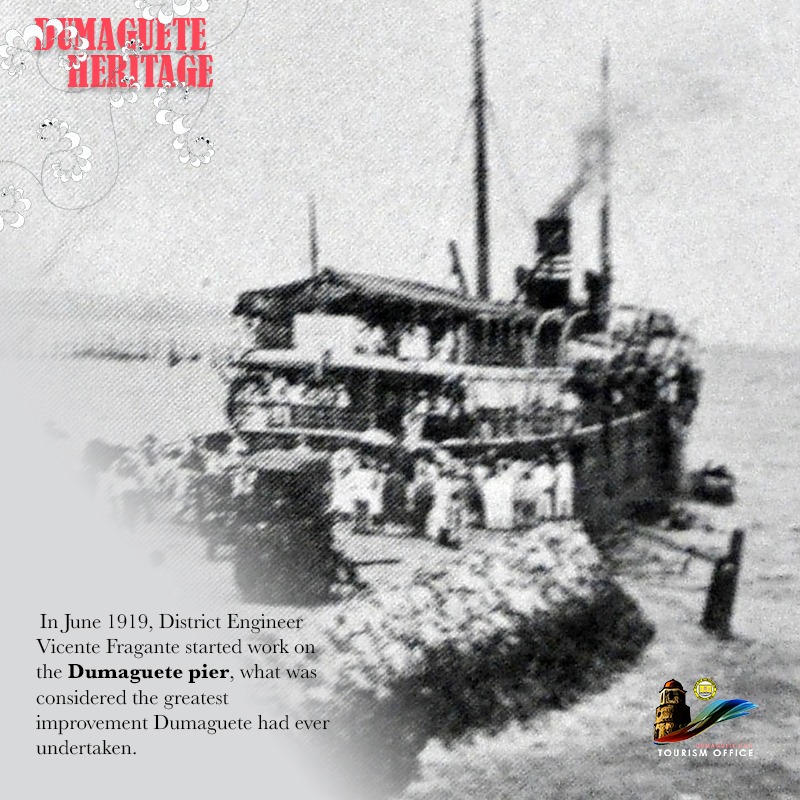 DUMAGUETE
HERITAGE
In June 1919, District Engineer
Vicente Fragante started work on
the Dumaguete pier, what was
considered the greatest
improvement Dumaguete had ever
undertaken.
TOURISM OFFICE